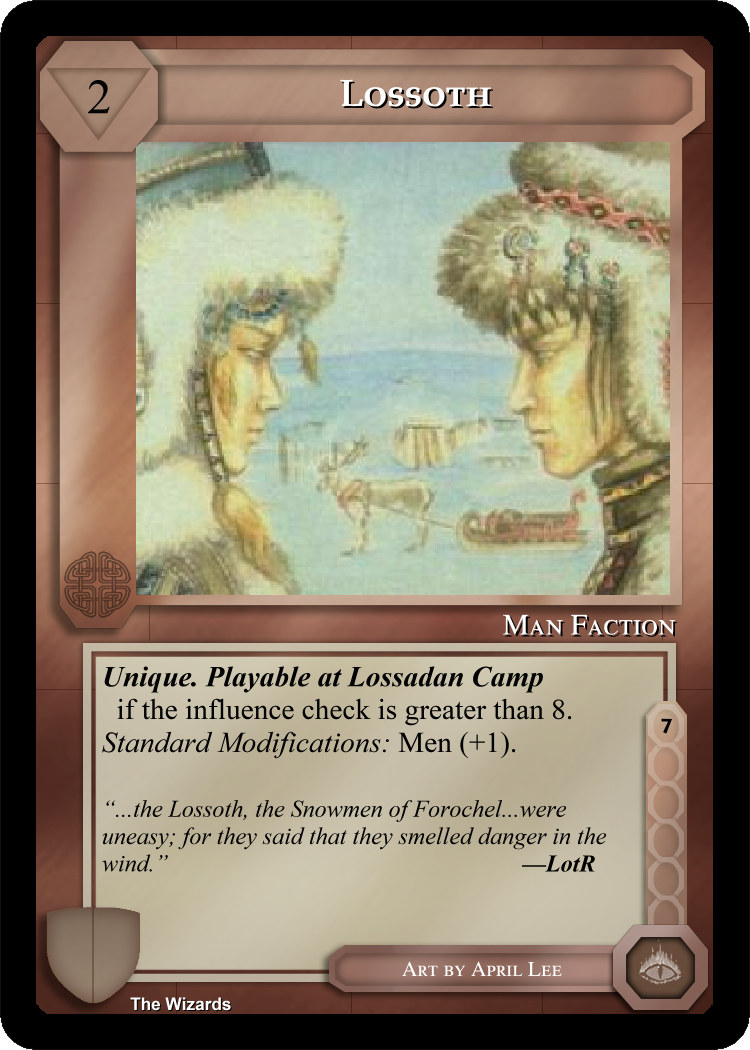 2
Lossoth
Man Faction
Unique. Playable at Lossadan Camp
if the influence check is greater than 8.
Standard Modifications: Men (+1).
7
“...the Lossoth, the Snowmen of Forochel...were
uneasy; for they said that they smelled danger in the
wind.” —LotR
Art by April Lee
The Wizards